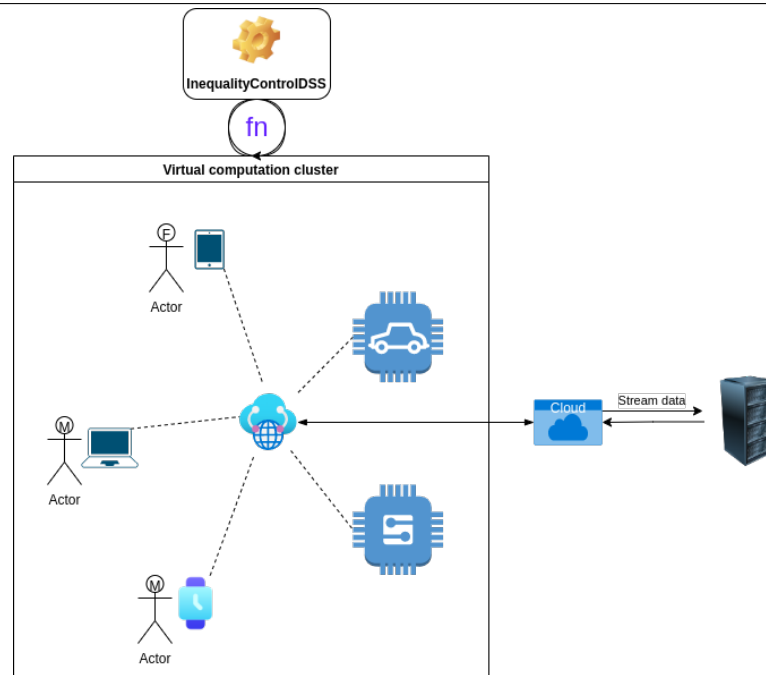 InequalityControlDSS
fn
Virtual computation cluster
F
Actor
Stream data
Cloud
M
Actor
M
Actor